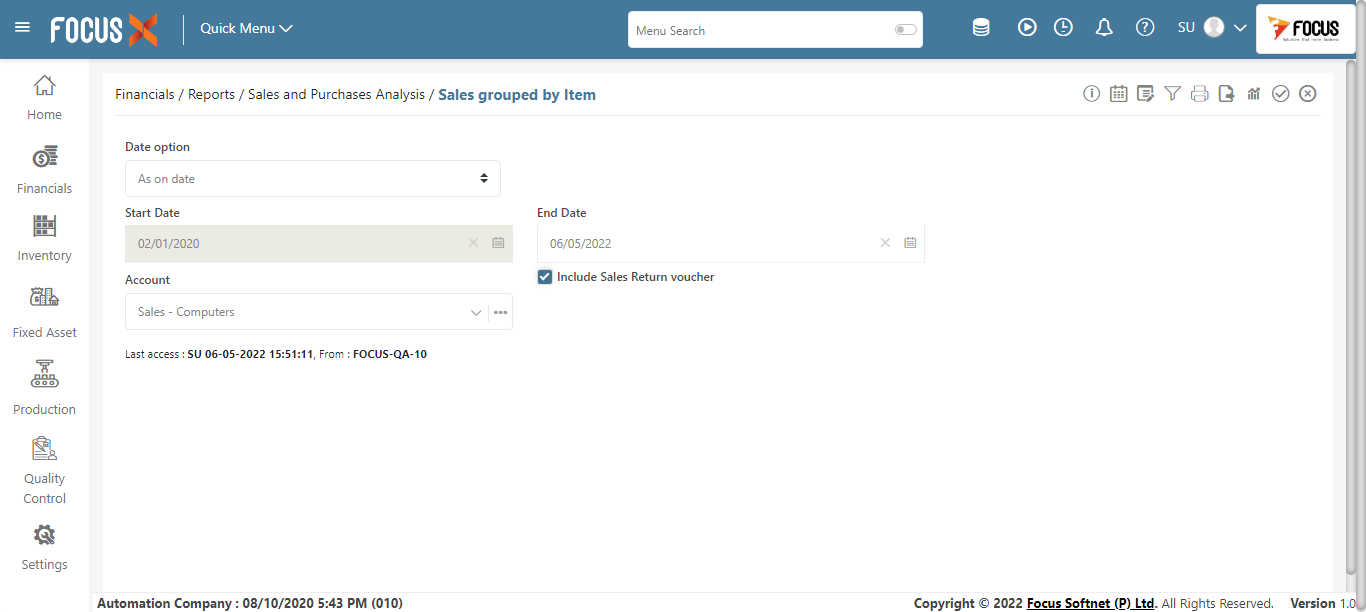 FOCUS X
Quick Menu
Menu Search
SU
FOCUS
Financials / Reports / Sales and Purchases Analysis / Sales grouped by Item
Home
Financials
Inventory
Fixed Asset
Production
Quality
Control
Settings
Date option
As on date
Start Date
End Date
02/01/2020
06/05/2022
Account
Include Sales Return voucher
Sales - Computers
Last access : SU 06-05-2022 15:51:11, From : FOCUS-QA-10
Automation Company : 08/10/2020 5:43 PM (010)
Copyright © 2022 Focus Softnet (P) Ltd. All Rights Reserved. Version 1.0